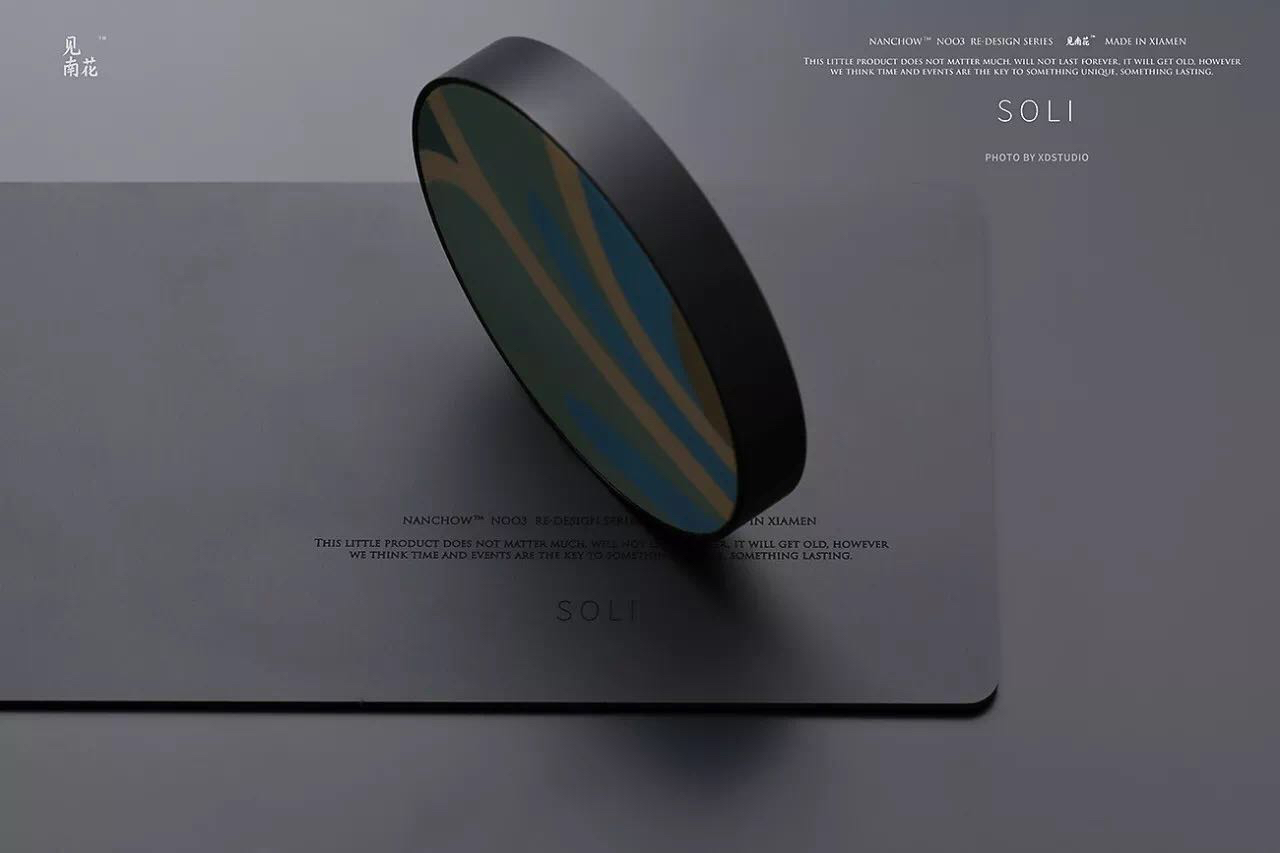 见
南花™
NANCHOW™ NOO3 RE-DESIGN SERIES 见南花™ MADE IN XIAMEN
THIS LITTLE PRODUCT DOES NOT MATTER MUCH, WILL NOT LAST FOREVER, IT WILL GET OLD, HOWEVER
WE THINK TIME AND EVENTS ARE THE KEY TO SOMETHING UNIQUE, SOMETHING LASTING.
SOLI
PHOTO BY XDSTUDIO
NANCHOW™ NOO3 RE-DESIGN SERIES IN XIAMEN
THIS LITTLE PRODUCT DOES NOT MATTER MUCH, WILL NOT IT WILL GET OLD, HOWEVER
WE THINK TIME AND EVENTS ARE THE KEY TO SOMETHING SOMETHING LASTING.
SOLI